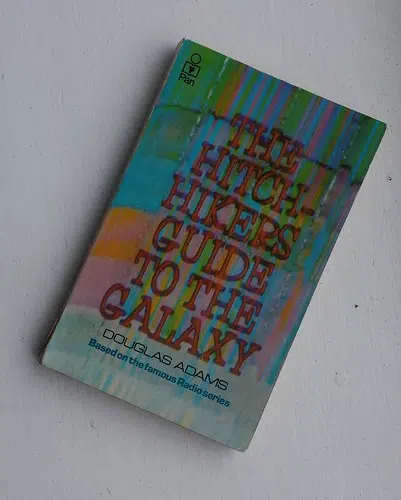 Pan
THE
HITCH-
HIKERS
GUIDE
TO THE
GALAXY
DOUGLAS ADAMS
Based on the famous Radio series